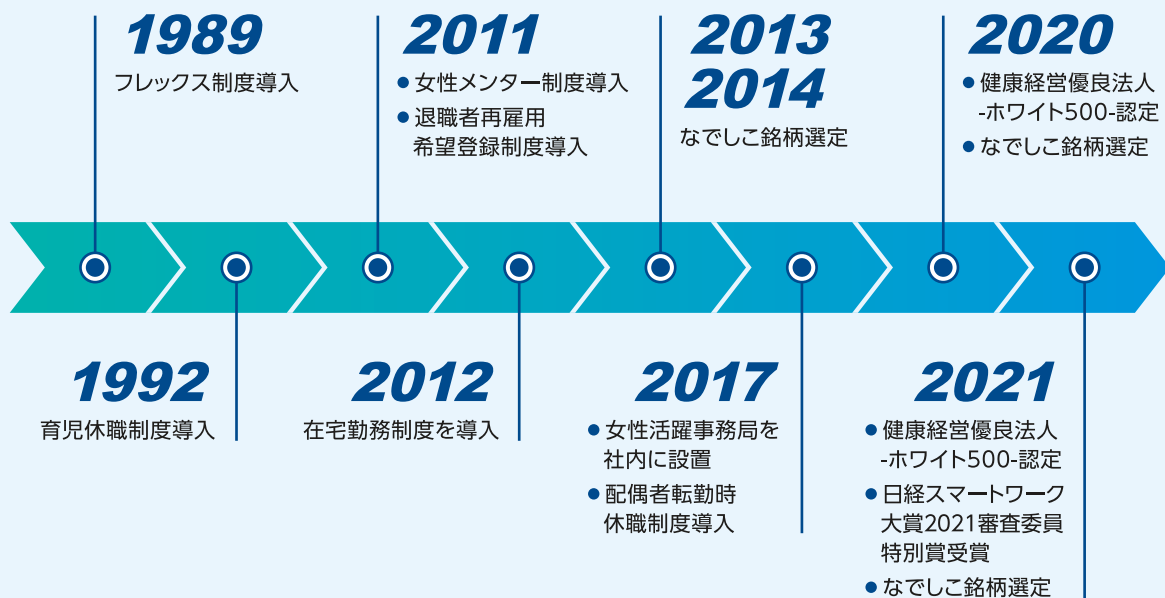 1989
フレックス制度導入
1992
育児休職制度導入
2011
● 女性メンター制度導入
● 退職者再雇用
希望登録制度導入
2012
在宅勤務制度を導入
2013
2014
なでしこ銘柄選定
2017
● 女性活躍事務局を
社内に設置
● 配偶者転勤時
休職制度導入
2020
● 健康経営優良法人
-ホワイト500-認定
● なでしこ銘柄選定
2021
● 健康経営優良法人
-ホワイト500-認定
● 日経スマートワーク
大賞2021審査委員
特別賞受賞
● なでしこ銘柄選定